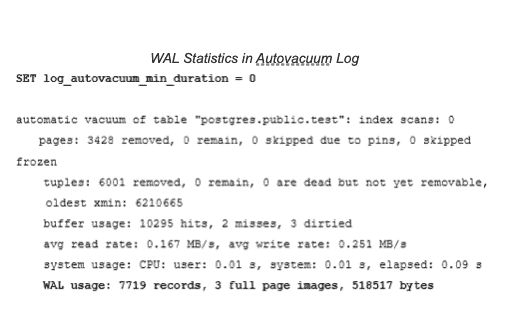 WAL Statistics in Autovacuum Log
SET log_autovacuum_min_duration = 0
automatic vacuum of table "postgres.public.test": index scans: 0
pages: 3428 removed, 0 remain, 0 skipped due to pins, 0 skipped
frozen
tuples: 6001 removed, 0 remain, 0 are dead but not yet removable,
oldest xmin: 6210665
buffer usage: 10295 hits, 2 misses, 3 dirtied
avg read rate: 0.167 MB/s, avg write rate: 0.251 MB/s
system usage: CPU: user: 0.01 s, system: 0.01 s, elapsed: 0.09 s
WAL usage: 7719 records, 3 full page images, 518517 bytes